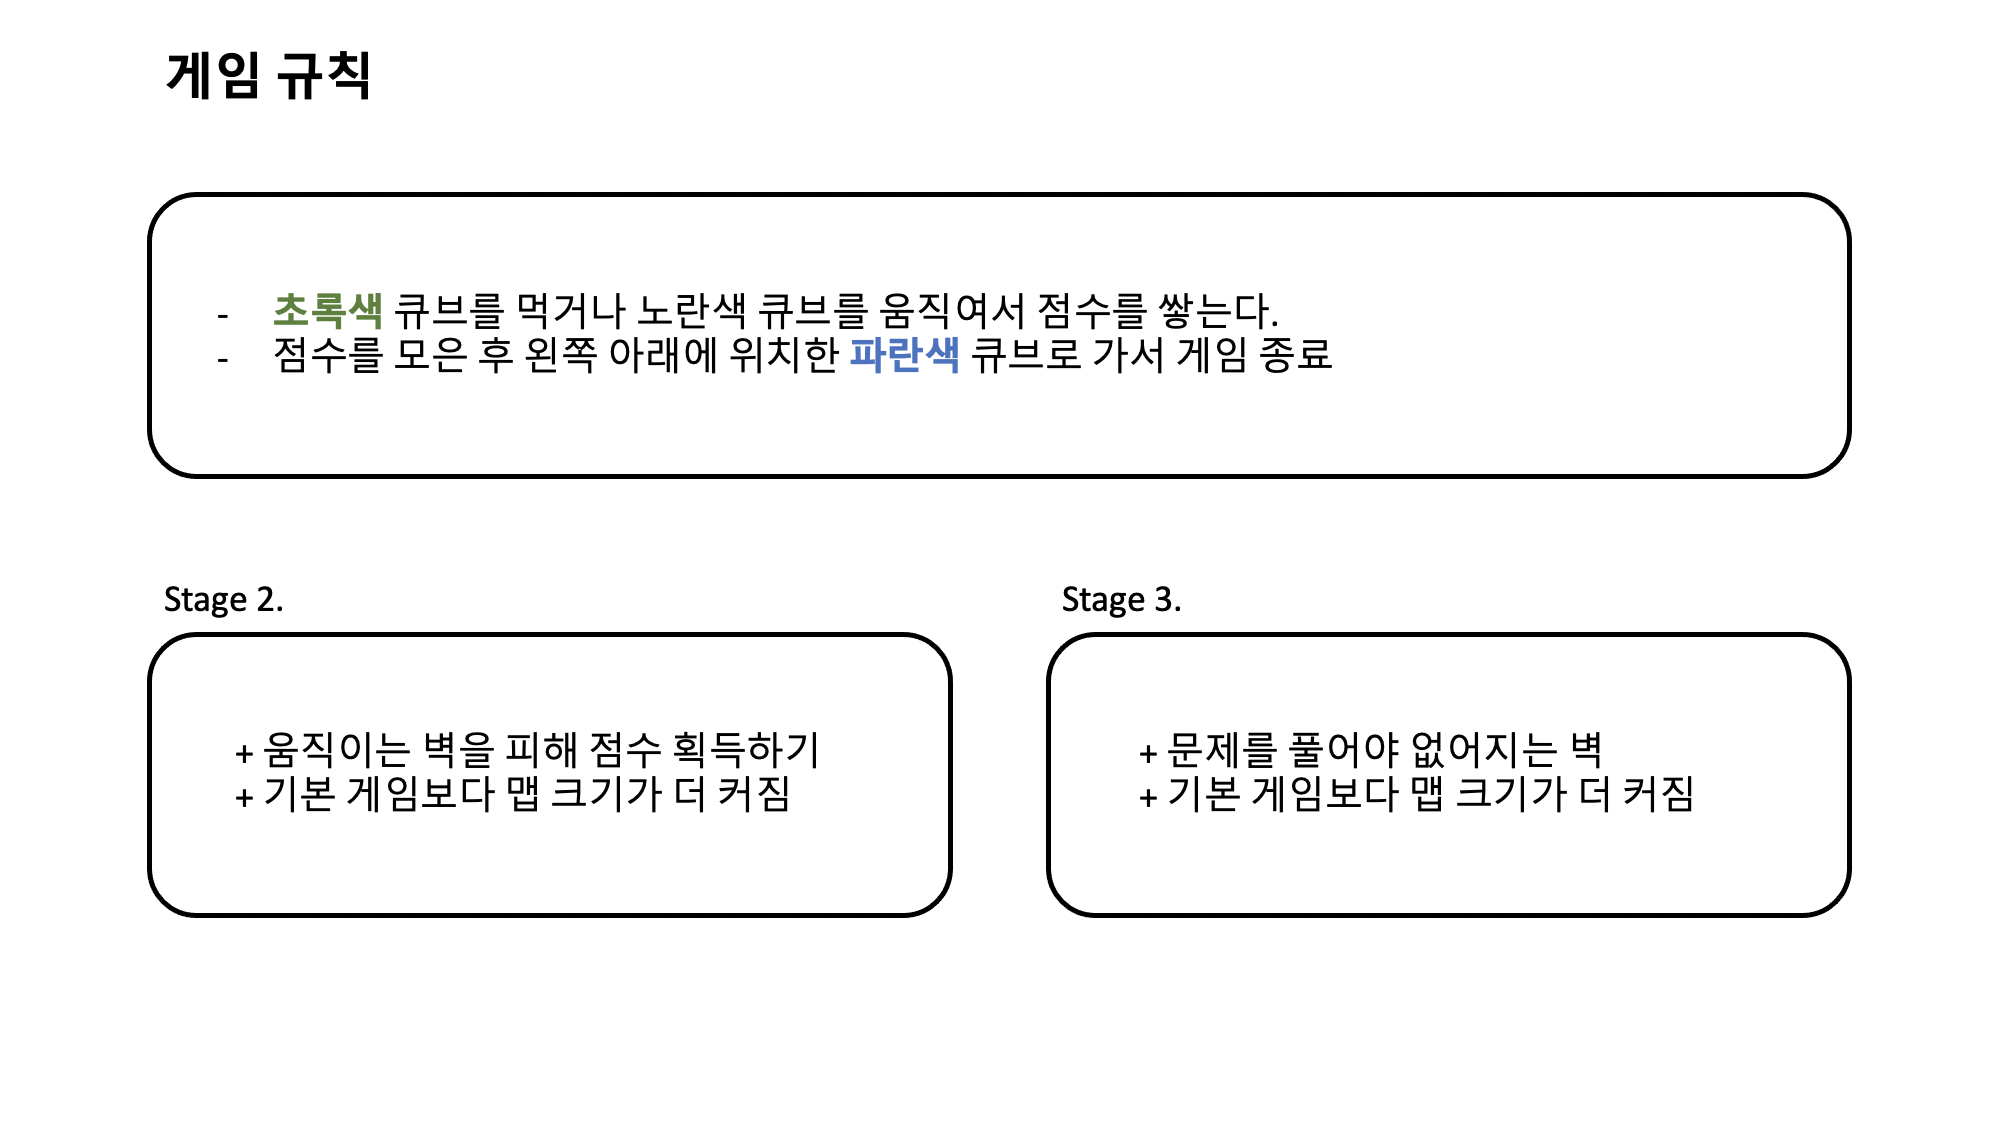 게임 규칙
- 초록색 큐브를 먹거나 노란색 큐브를 움직여서 점수를 쌓는다.
- 점수를 모은 후 왼쪽 아래에 위치한 파란색 큐브로 가서 게임 종료
Stage 2.
+ 움직이는 벽을 피해 점수 획득하기
+ 기본 게임보다 맵 크기가 더 커짐
Stage 3.
+ 문제를 풀어야 없어지는 벽
+ 기본 게임보다 맵 크기가 더 커짐